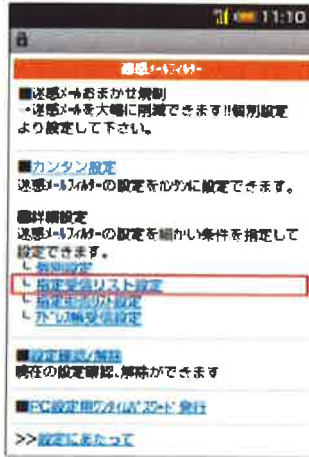 11:10
迷惑メールフィルター
■迷惑メールおまかせ規制
→迷惑メールを大幅に削減できます!!個別設定
より設定して下さい。
■カンタン設定
迷惑メールフィルターの設定をカンタンに設定できます。
■詳細設定
迷惑メールフィルターの設定を細かい条件を指定して
設定できます。
└ 個別設定
└ 指定受信リスト設定
└ 指定拒否リスト設定
└ アドレス帳受信設定
■設定確認/解除
現在の設定確認、解除ができます
■PC設定用ワンタイムパスワード発行
>>設定にあたって